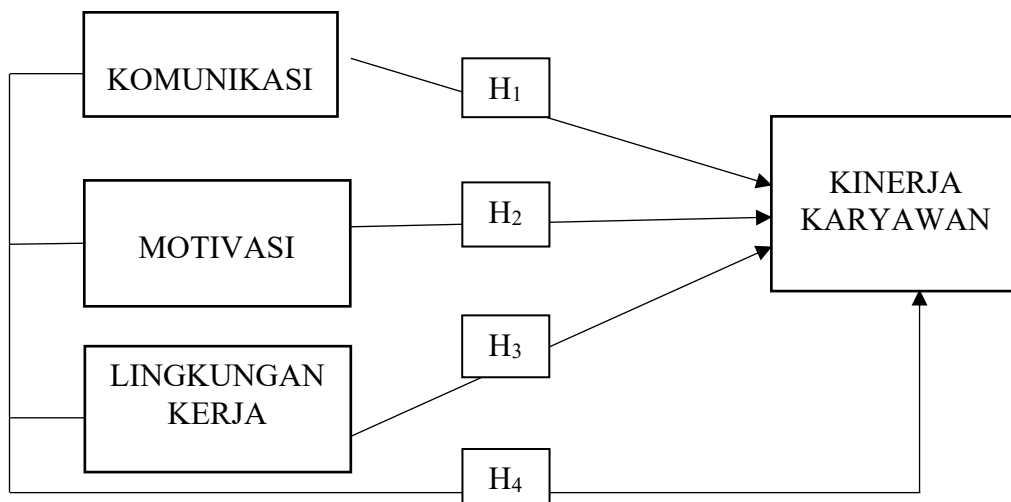 KOMUNIKASI
H₁
MOTIVASI
H₂
KINERJA
KARYAWAN
LINGKUNGAN
KERJA
H₃
H₄